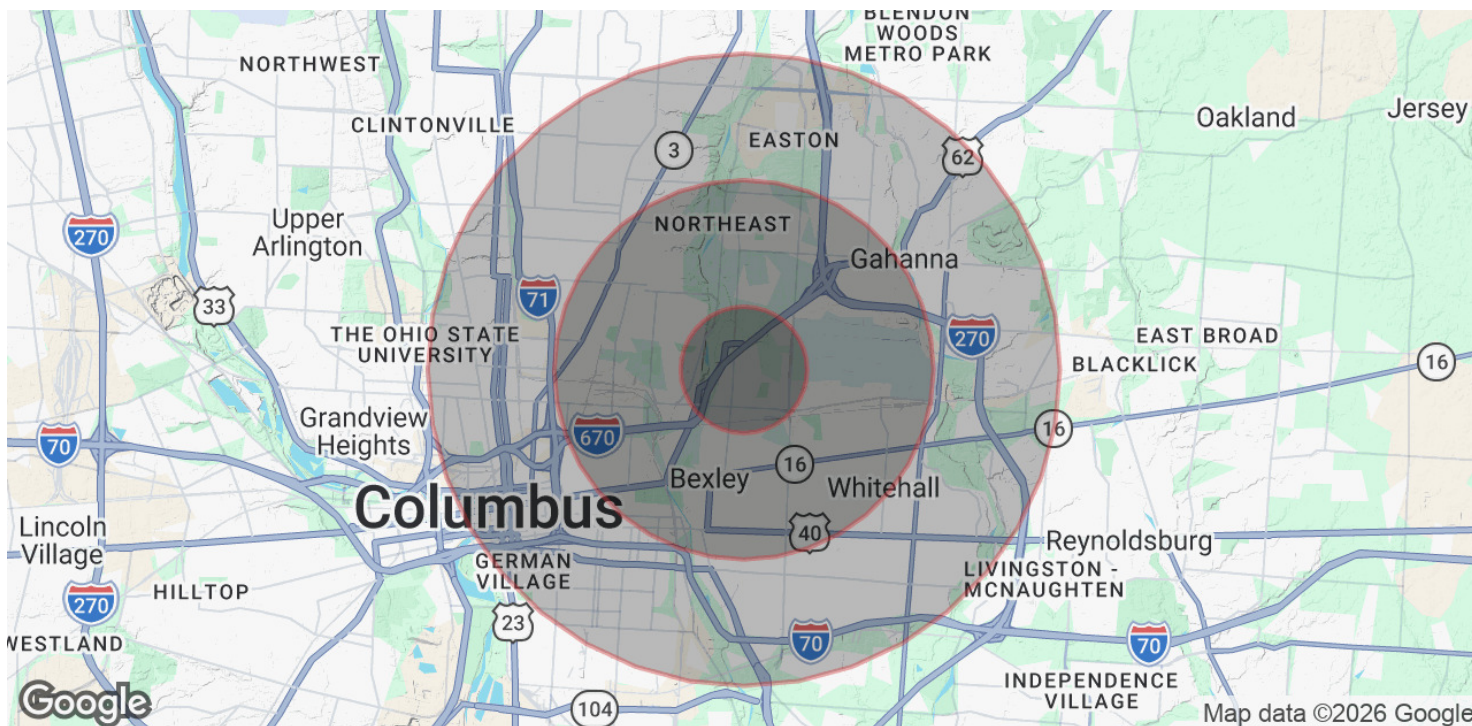 BLENDON
WOODS
METRO PARK
NORTHWEST
Jersey
Oakland
CLINTONVILLE
3
EASTON
62
Upper
Arlington
270
NORTHEAST
Gahanna
33
71
THE OHIO STATE
UNIVERSITY
270
EAST BROAD
BLACKLICK
16
Grandview
Heights
70
670
16
16
Bexley
Whitehall
Columbus
Lincoln
Village
40
Reynoldsburg
GERMAN
VILLAGE
LIVINGSTON -
MCNAUGHTEN
HILLTOP
270
23
70
70
WESTLAND
INDEPENDENCE
VILLAGE
104
Google
Map data ©2026 Google